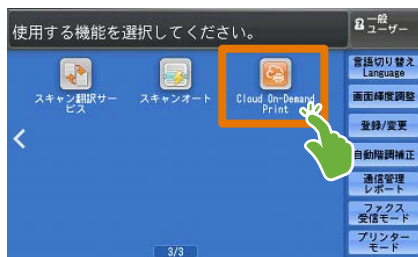 使用する機能を選択してください。
一般
ユーザー
スキャン翻訳サー
ビス
スキャンオート
Cloud On-Demand
Print
3/3
言語切り替え
Language
画面輝度調整
登録/変更
自動階調補正
通信管理
レポート
ファクス
受信モード
プリンター
モード